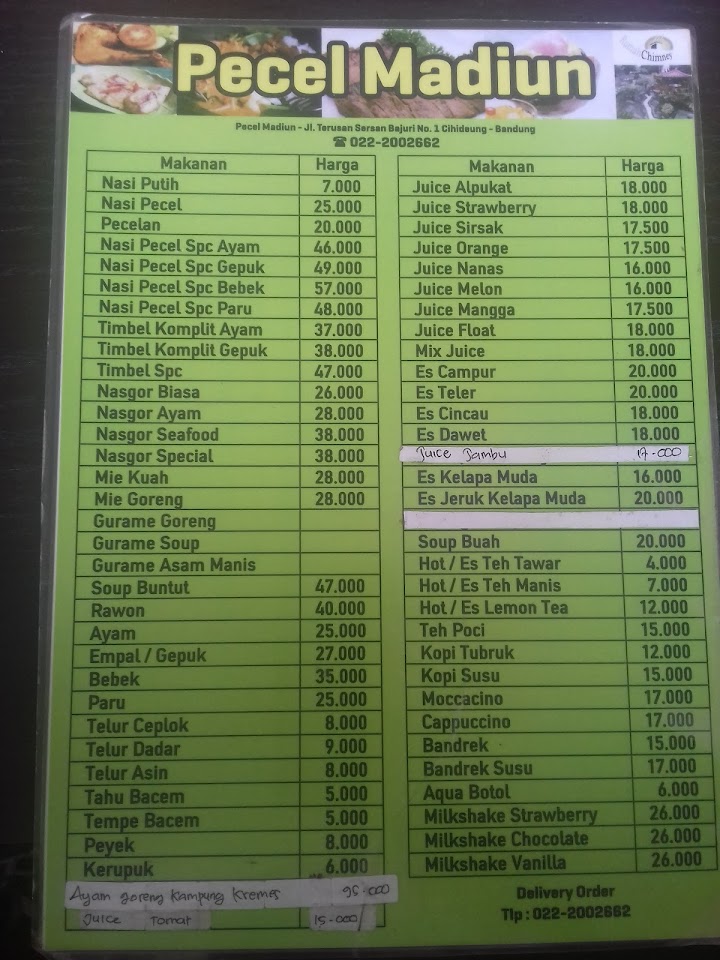 Pecel Madiun
Chimney
Pecel Madiun - Jl. Terusan Sersan Bajuri No. 1 Cihideung - Bandung
☎ 022-2002662
Makanan Harga
Nasi Putih 7.000
Nasi Pecel 25.000
Pecelan 20.000
Nasi Pecel Spc Ayam 46.000
Nasi Pecel Spc Gepuk 49.000
Nasi Pecel Spc Bebek 57.000
Nasi Pecel Spc Paru 48.000
Timbel Komplit Ayam 37.000
Timbel Komplit Gepuk 38.000
Timbel Spc 47.000
Nasgor Biasa 26.000
Nasgor Ayam 28.000
Nasgor Seafood 38.000
Nasgor Special 38.000
Mie Kuah 28.000
Mie Goreng 28.000
Gurame Goreng
Gurame Soup
Gurame Asam Manis
Soup Buntut 47.000
Rawon 40.000
Ayam 25.000
Empal / Gepuk 27.000
Bebek 35.000
Paru 25.000
Telur Ceplok 8.000
Telur Dadar 9.000
Telur Asin 8.000
Tahu Bacem 5.000
Tempe Bacem 5.000
Peyek 8.000
Kerupuk 6.000
Ayam goreng kampung kremes
Juice Tomat 15.000
Makanan Harga
Juice Alpukat 18.000
Juice Strawberry 18.000
Juice Sirsak 17.500
Juice Orange 17.500
Juice Nanas 16.000
Juice Melon 16.000
Juice Mangga 17.500
Juice Float 18.000
Mix Juice 18.000
Es Campur 20.000
Es Teler 20.000
Es Cincau 18.000
Es Dawet 18.000
Juice Jambu 17.000
Es Kelapa Muda 16.000
Es Jeruk Kelapa Muda 20.000
Soup Buah 20.000
Hot / Es Teh Tawar 4.000
Hot / Es Teh Manis 7.000
Hot / Es Lemon Tea 12.000
Teh Poci 15.000
Kopi Tubruk 12.000
Kopi Susu 15.000
Moccacino 17.000
Cappuccino 17.000
Bandrek 15.000
Bandrek Susu 17.000
Aqua Botol 6.000
Milkshake Strawberry 26.000
Milkshake Chocolate 26.000
Milkshake Vanilla 26.000
Delivery Order
Tlp : 022-2002662